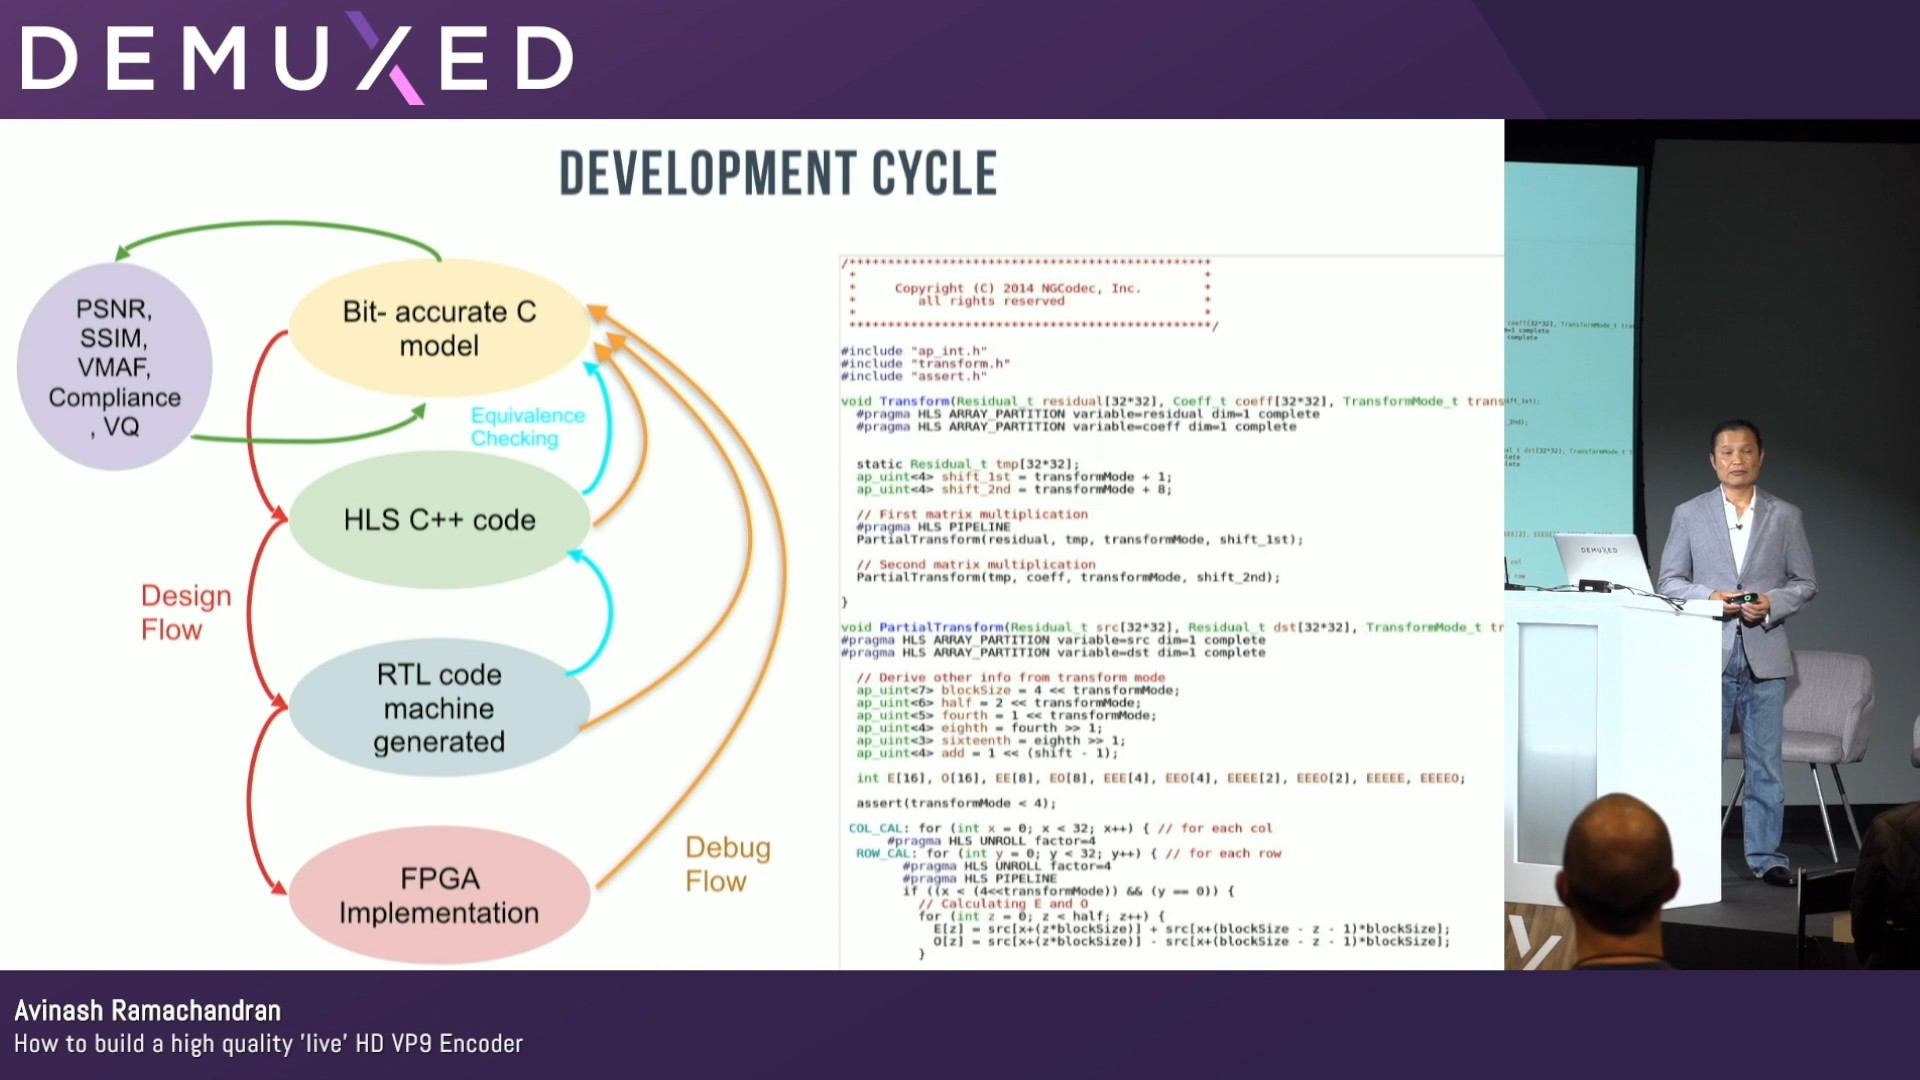 DEMUXED
DEVELOPMENT CYCLE
PSNR,
SSIM,
VMAF,
Compliance
, VQ
Bit- accurate C
model
Equivalence
Checking
HLS C++ code
Design
Flow
RTL code
machine
generated
FPGA
Implementation
Debug
Flow
/***********************************************
* *
* Copyright (C) 2014 NGCodec, Inc. *
* all rights reserved *
* *
***********************************************/
#include "ap_int.h"
#include "transform.h"
#include "assert.h"
void Transform(Residual_t residual[32*32], Coeff_t coeff[32*32], TransformMode_t trans
#pragma HLS ARRAY_PARTITION variable=residual dim=1 complete
#pragma HLS ARRAY_PARTITION variable=coeff dim=1 complete
static Residual_t tmp[32*32];
ap_uint<4> shift_1st = transformMode + 1;
ap_uint<4> shift_2nd = transformMode + 8;
// First matrix multiplication
#pragma HLS PIPELINE
PartialTransform(residual, tmp, transformMode, shift_1st);
// Second matrix multiplication
PartialTransform(tmp, coeff, transformMode, shift_2nd);
}
void PartialTransform(Residual_t src[32*32], Residual_t dst[32*32], TransformMode_t tr
#pragma HLS ARRAY_PARTITION variable=src dim=1 complete
#pragma HLS ARRAY_PARTITION variable=dst dim=1 complete
// Derive other info from transform mode
ap_uint<7> blockSize = 4 << transformMode;
ap_uint<6> half = 2 << transformMode;
ap_uint<5> fourth = 1 << transformMode;
ap_uint<4> eighth = fourth >> 1;
ap_uint<3> sixteenth = eighth >> 1;
ap_uint<4> add = 1 << (shift - 1);
int E[16], O[16], EE[8], EO[8], EEE[4], EEO[4], EEEE[2], EEEO[2], EEEEE, EEEEO;
assert(transformMode < 4);
COL_CAL: for (int x = 0; x < 32; x++) { // for each col
#pragma HLS UNROLL factor=4
ROW_CAL: for (int y = 0; y < 32; y++) { // for each row
#pragma HLS UNROLL factor=4
#pragma HLS PIPELINE
if ((x < (4<<transformMode)) && (y == 0)) {
// Calculating E and O
for (int z = 0; z < half; z++) {
E[z] = src[x+(z*blockSize)] + src[x+(blockSize - z - 1)*blockSize];
O[z] = src[x+(z*blockSize)] - src[x+(blockSize - z - 1)*blockSize];
}
DEMUXED
Avinash Ramachandran
How to build a high quality 'live' HD VP9 Encoder